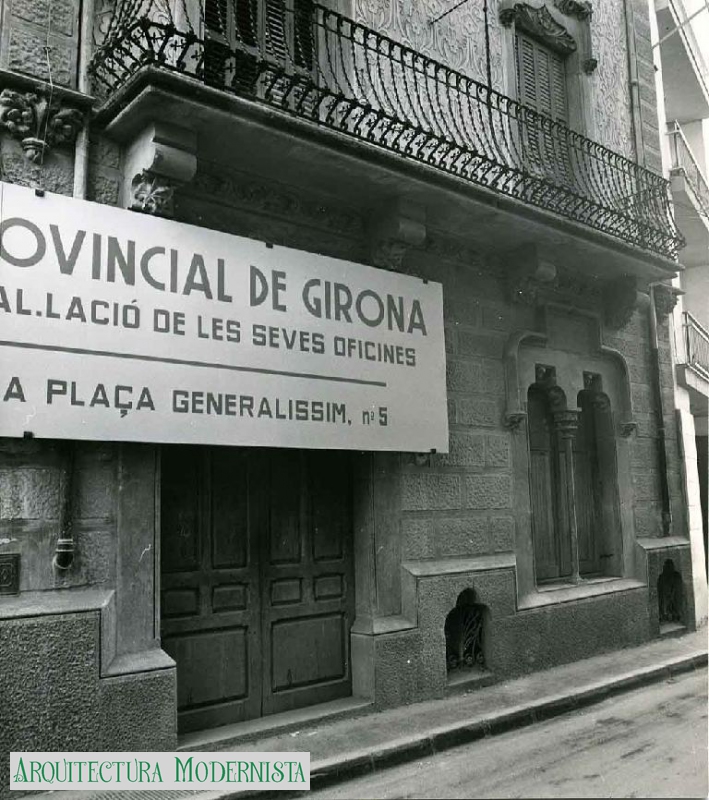 OVINCIAL DE GIRONA
AL.LACIÓ DE LES SEVES OFICINES
A PLAÇA GENERALISSIM, nº 5
ARQUITECTURA MODERNISTA